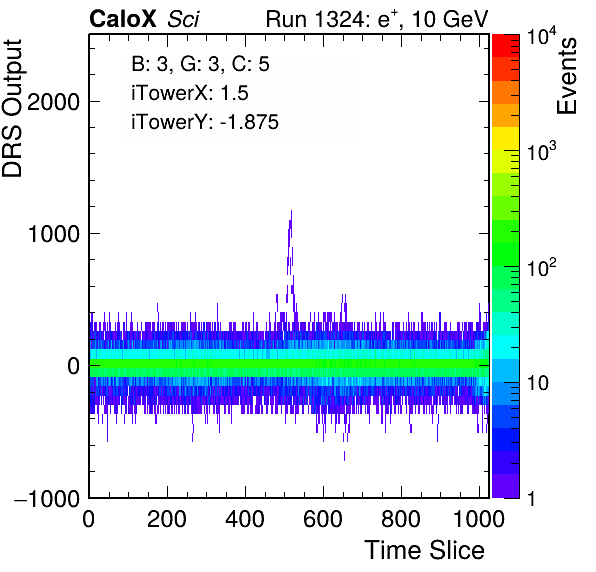 CaloX Sci
Run 1324: e⁺, 10 GeV
B: 3, G: 3, C: 5
iTowerX: 1.5
iTowerY: -1.875
DRS Output
2000
1000
0
−1000
0
200
400
600
800
1000
Time Slice
Events
10⁴
10³
10²
10
1